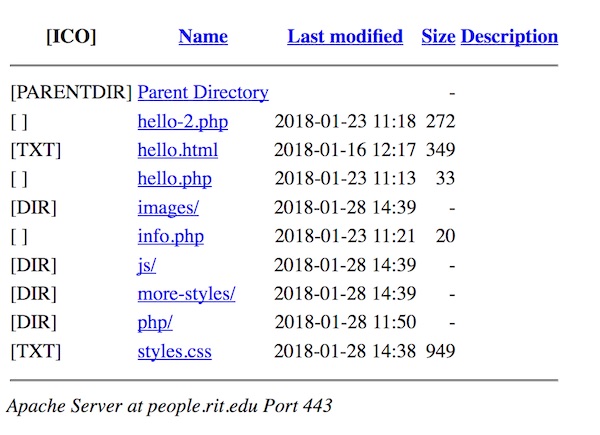 [ICO] Name Last modified Size Description
[PARENTDIR] Parent Directory -
[ ] hello-2.php 2018-01-23 11:18 272
[TXT] hello.html 2018-01-16 12:17 349
[ ] hello.php 2018-01-23 11:13 33
[DIR] images/ 2018-01-28 14:39 -
[ ] info.php 2018-01-23 11:21 20
[DIR] js/ 2018-01-28 14:39 -
[DIR] more-styles/ 2018-01-28 14:39 -
[DIR] php/ 2018-01-28 11:50 -
[TXT] styles.css 2018-01-28 14:38 949
Apache Server at people.rit.edu Port 443